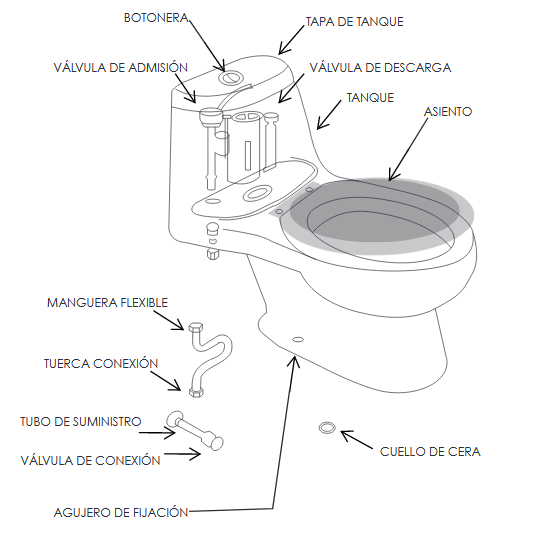 BOTONERA
TAPA DE TANQUE
VÁLVULA DE ADMISIÓN
VÁLVULA DE DESCARGA
TANQUE
ASIENTO
MANGUERA FLEXIBLE
TUERCA CONEXIÓN
TUBO DE SUMINISTRO
VÁLVULA DE CONEXIÓN
CUELLO DE CERA
AGUJERO DE FIJACIÓN